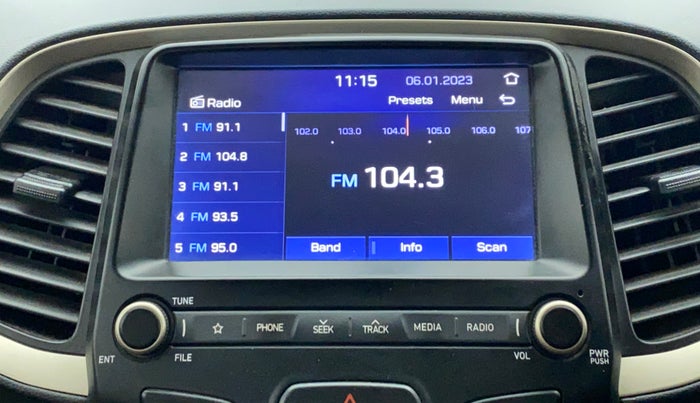 11:15 06.01.2023
Radio Presets Menu
1 FM 91.1
2 FM 104.8
3 FM 91.1
4 FM 93.5
5 FM 95.0
102.0 103.0 104.0 105.0 106.0 107
FM 104.3
Band Info Scan
TUNE
PHONE SEEK TRACK MEDIA RADIO
ENT FILE VOL PWR
PUSH